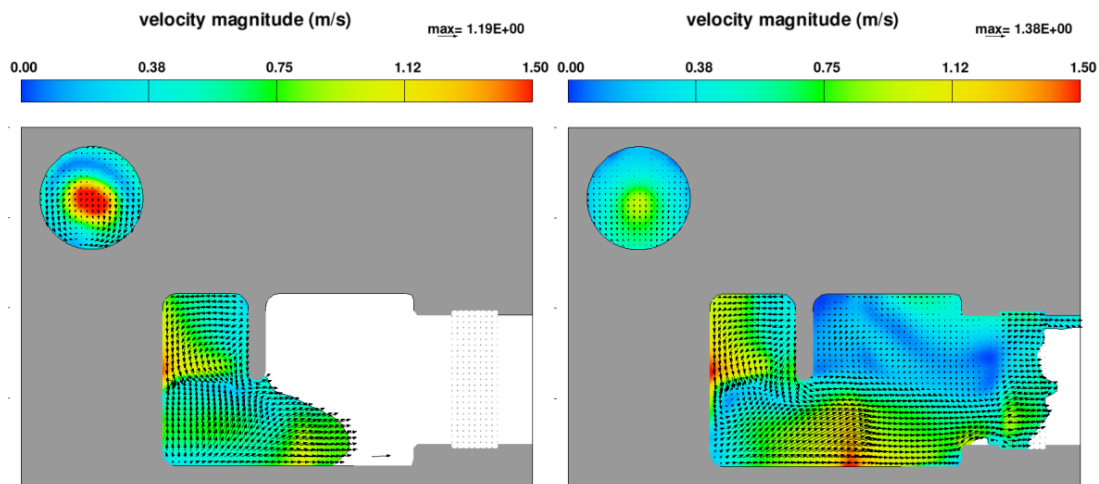 velocity magnitude (m/s)
max= 1.19E+00
0.00 0.38 0.75 1.12 1.50
velocity magnitude (m/s)
max= 1.38E+00
0.00 0.38 0.75 1.12 1.50